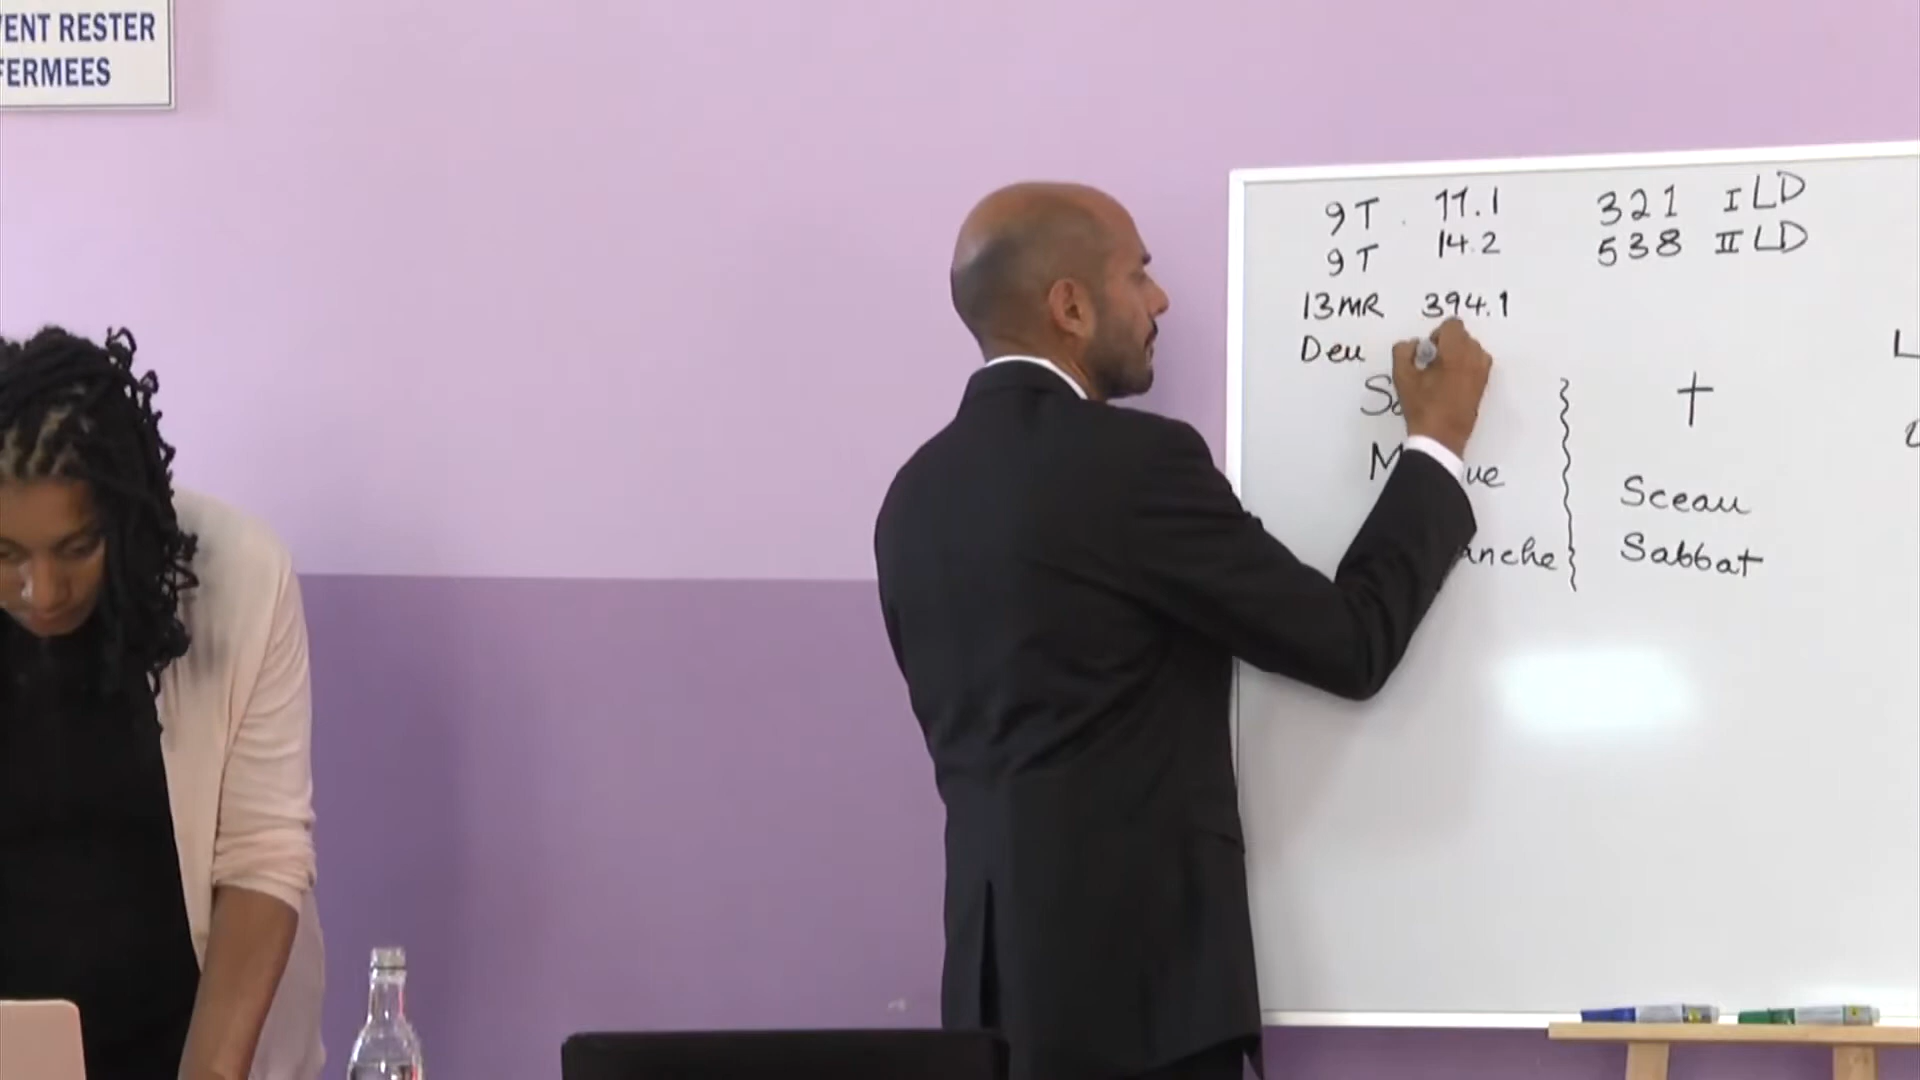 VENT RESTER
FERMEES
9T 11.1 321 I LD
9T 14.2 538 II LD
13MR 394.1
Deu
Sceau
Sabbat